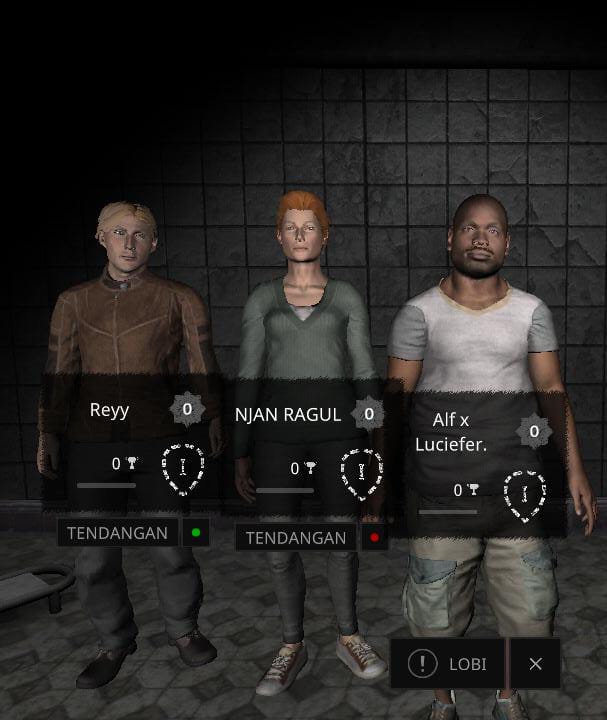 Reyy 0
0
TENDANGAN
NJAN RAGUL 0
0
TENDANGAN
Alf x
Luciefer. 0
0
! LOBI ×